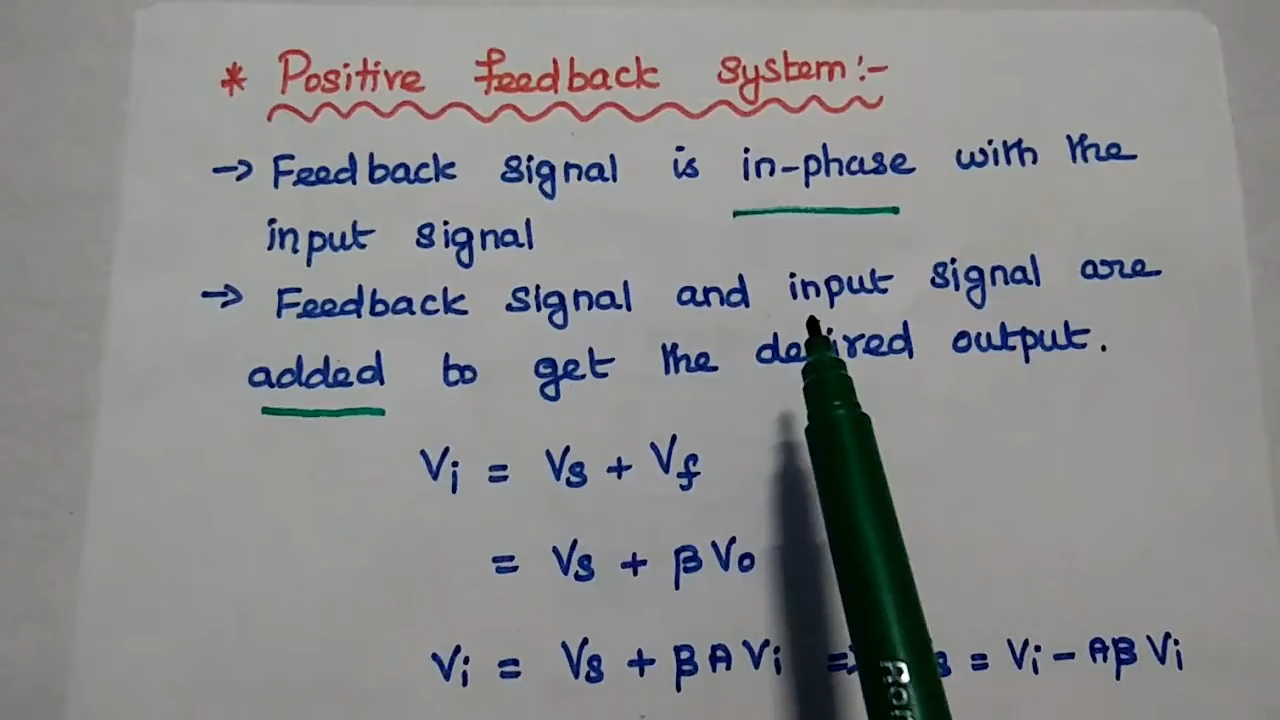 * Positive feedback system:-
→ Feedback signal is in-phase with the
input signal
→ Feedback signal and input signal are
added to get the desired output.
Vi = Vs + Vf
= Vs + βVo
Vi = Vs + βAVi ⇒ = Vi - AβVi